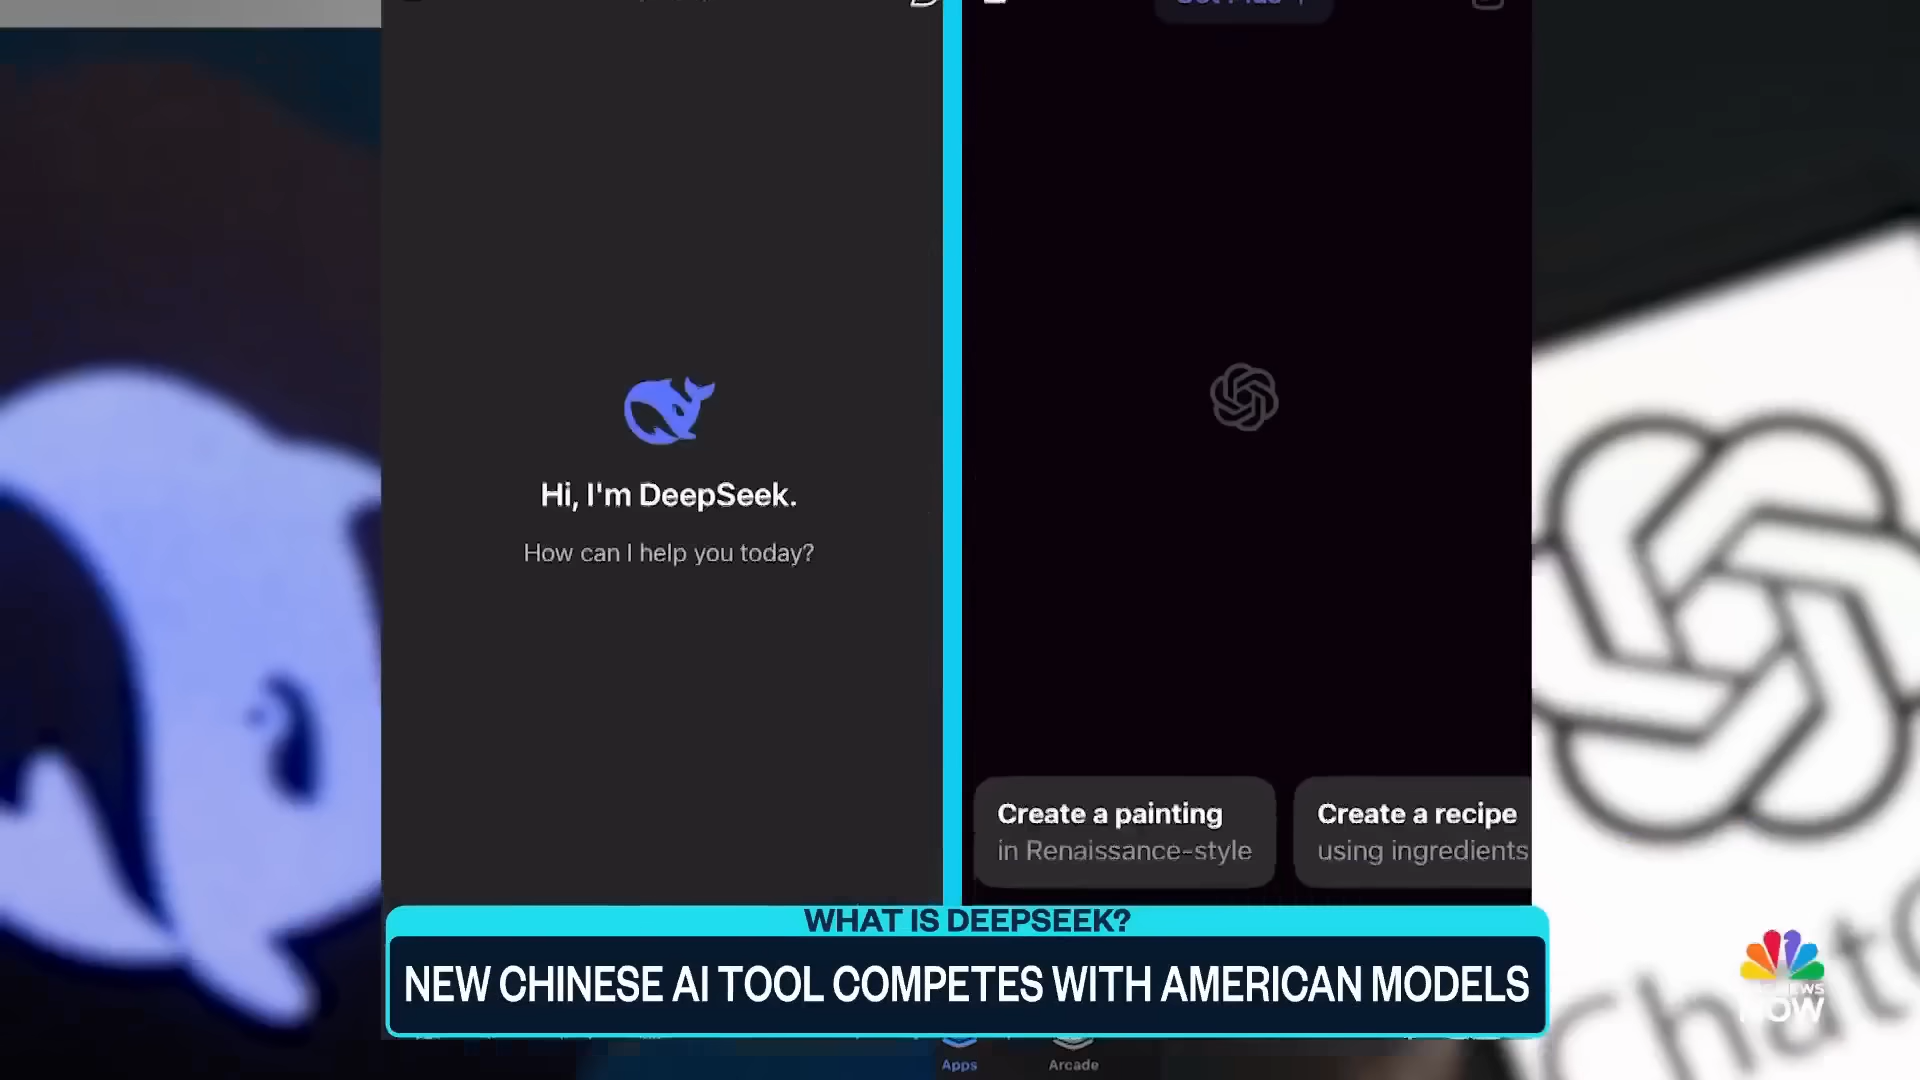 Hi, I'm DeepSeek.
How can I help you today?
Create a painting
in Renaissance-style
Create a recipe
using ingredients
WHAT IS DEEPSEEK?
NEW CHINESE AI TOOL COMPETES WITH AMERICAN MODELS
NOW
Apps
Arcade